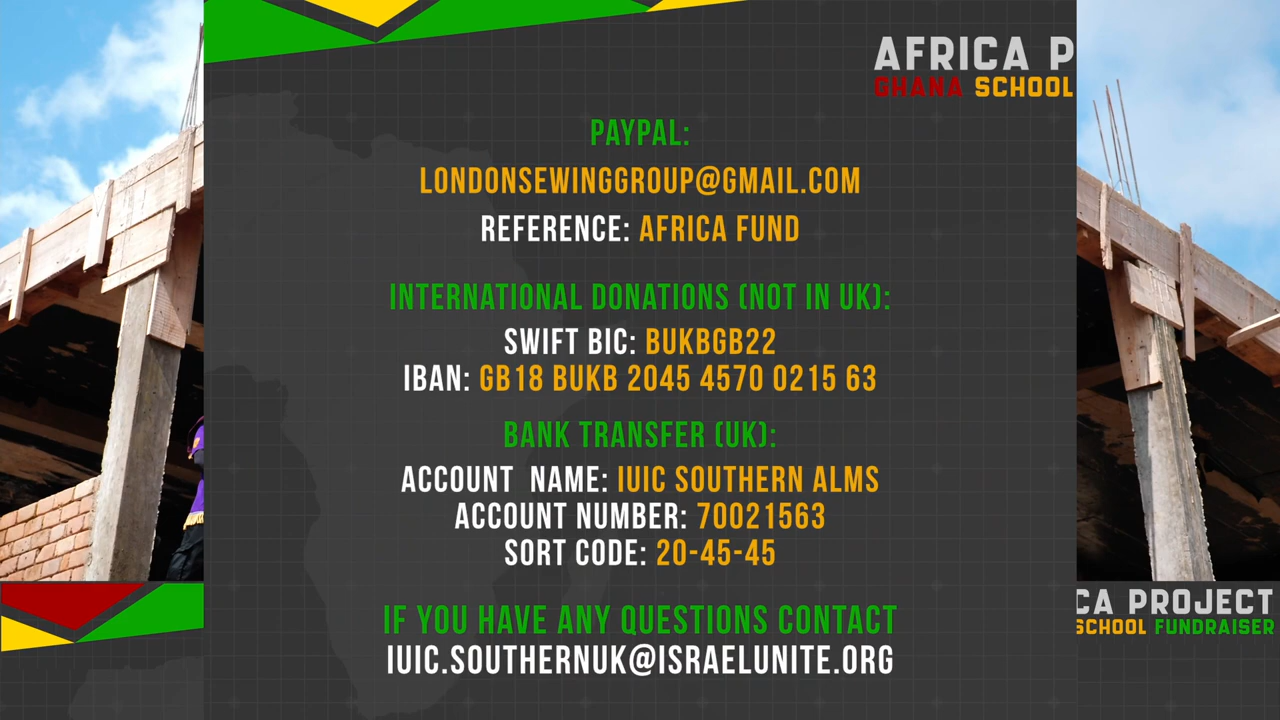 AFRICA P
GHANA SCHOOL
PAYPAL:
LONDONSEWINGGROUP@GMAIL.COM
REFERENCE: AFRICA FUND
INTERNATIONAL DONATIONS (NOT IN UK):
SWIFT BIC: BUKBGB22
IBAN: GB18 BUKB 2045 4570 0215 63
BANK TRANSFER (UK):
ACCOUNT NAME: IUIC SOUTHERN ALMS
ACCOUNT NUMBER: 70021563
SORT CODE: 20-45-45
IF YOU HAVE ANY QUESTIONS CONTACT
IUIC.SOUTHERNUK@ISRAELUNITE.ORG
CA PROJECT
SCHOOL FUNDRAISER